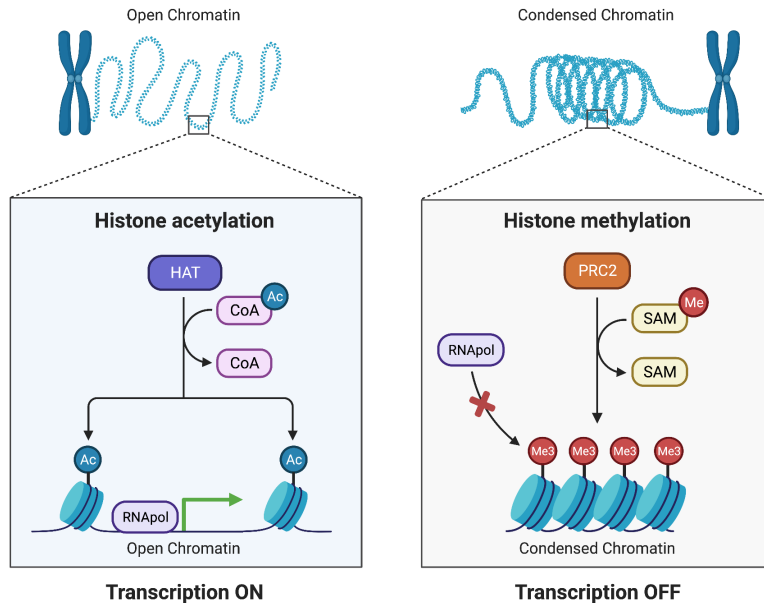 Open Chromatin
Histone acetylation
HAT
Ac
CoA
CoA
Ac
Ac
RNApol
Open Chromatin
Transcription ON
Condensed Chromatin
Histone methylation
PRC2
Me
SAM
SAM
RNApol
Me3
Me3
Me3
Me3
Condensed Chromatin
Transcription OFF